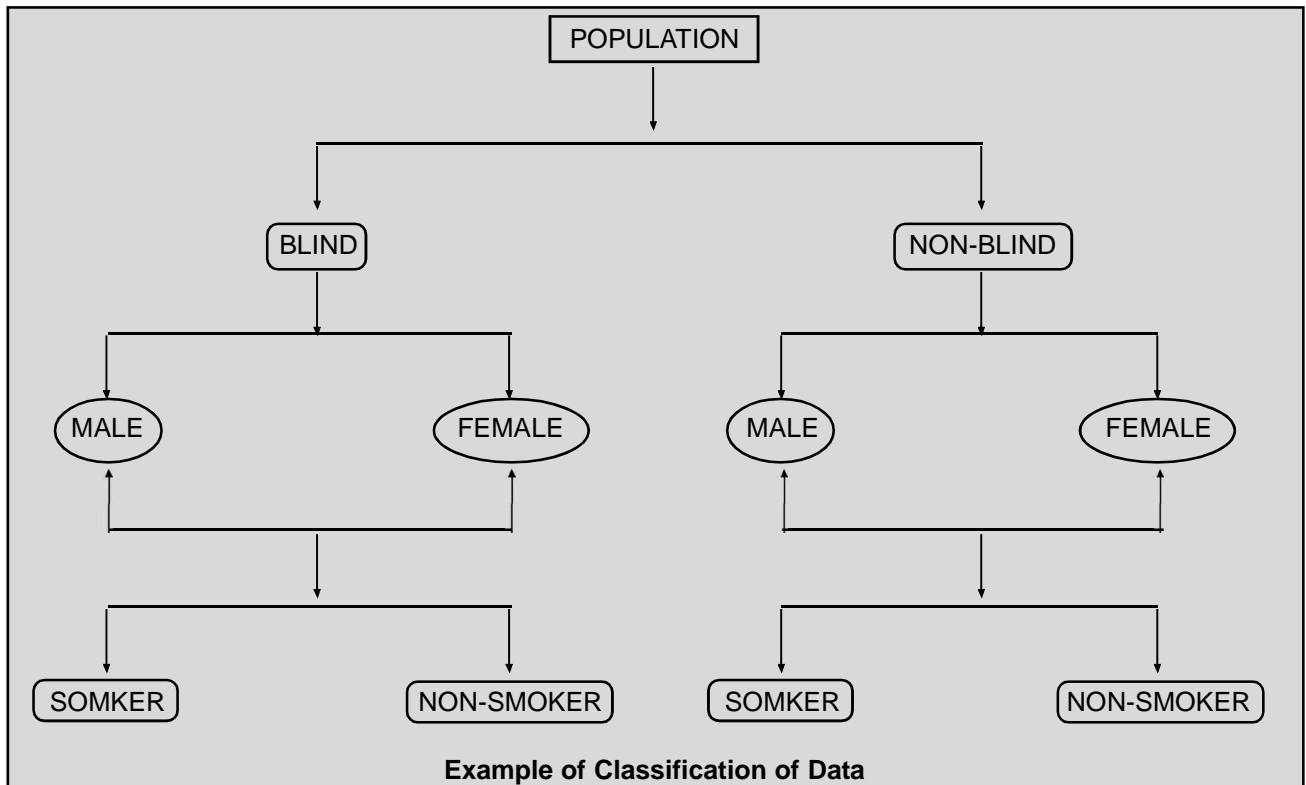 POPULATION
BLIND NON-BLIND
MALE FEMALE MALE FEMALE
SOMKER NON-SMOKER SOMKER NON-SMOKER
Example of Classification of Data